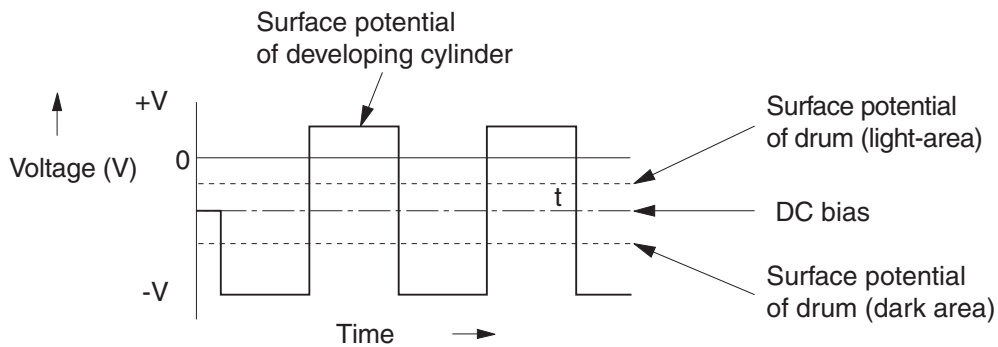 Surface potential
of developing cylinder
+V
Surface potential
of drum (light-area)
0
Voltage (V)
t
DC bias
-V
Surface potential
of drum (dark area)
Time